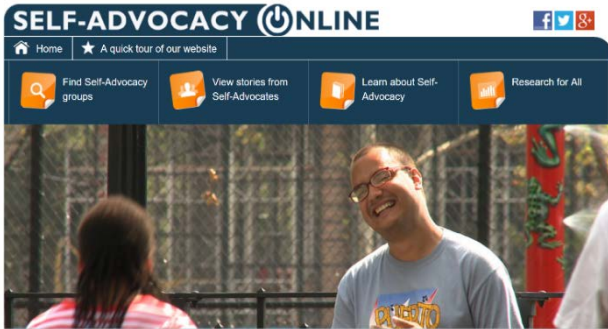 SELF-ADVOCACY ONLINE
f g+
Home A quick tour of our website
Find Self-Advocacy
groups
View stories from
Self-Advocates
Learn about Self-
Advocacy
Research for All